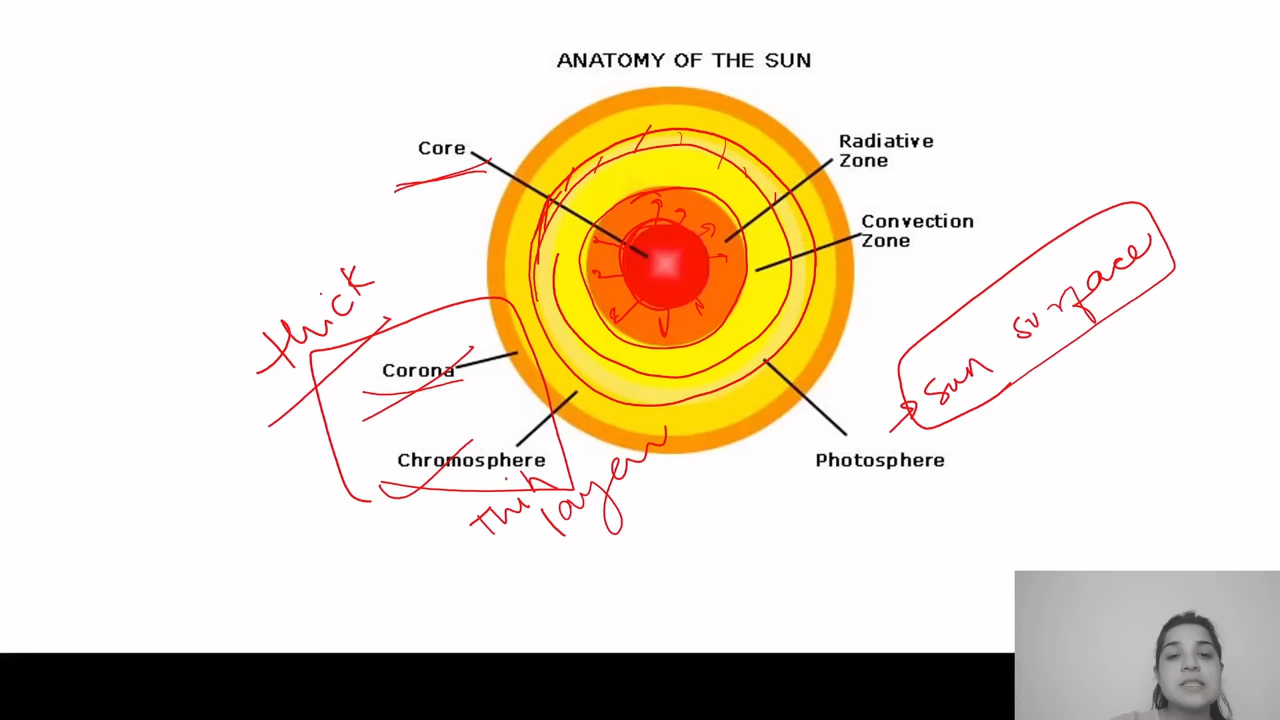 ANATOMY OF THE SUN
Core
Radiative
Zone
Convection
Zone
thick
Corona
sun surface
Chromosphere
Photosphere
thin
layer